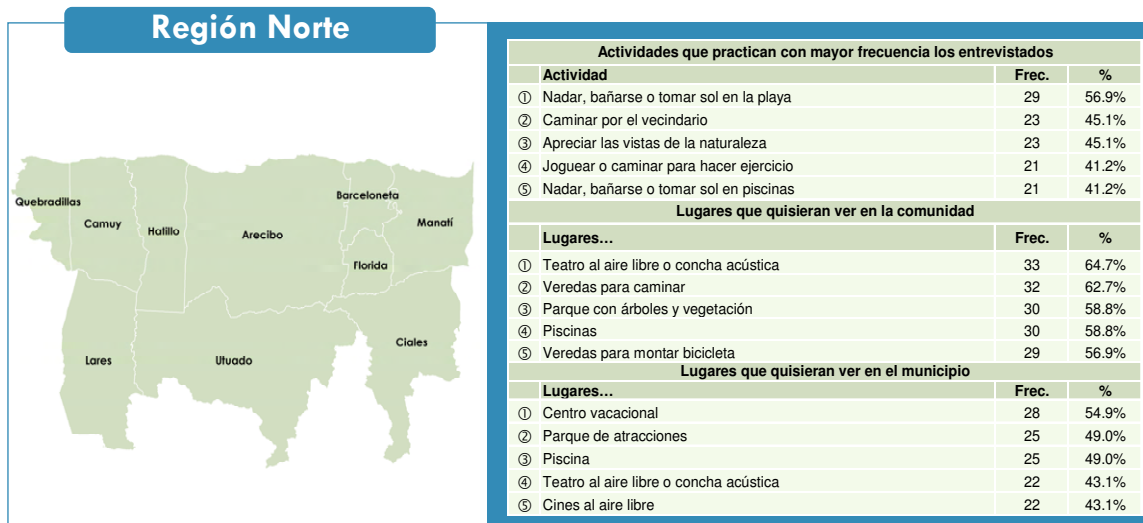 Región Norte
Quebradillas
Camuy
Hatillo
Arecibo
Barceloneta
Manatí
Florida
Lares
Utuado
Ciales
Actividades que practican con mayor frecuencia los entrevistados
Actividad Frec. %
① Nadar, bañarse o tomar sol en la playa 29 56.9%
② Caminar por el vecindario 23 45.1%
③ Apreciar las vistas de la naturaleza 23 45.1%
④ Joguear o caminar para hacer ejercicio 21 41.2%
⑤ Nadar, bañarse o tomar sol en piscinas 21 41.2%
Lugares que quisieran ver en la comunidad
Lugares... Frec. %
① Teatro al aire libre o concha acústica 33 64.7%
② Veredas para caminar 32 62.7%
③ Parque con árboles y vegetación 30 58.8%
④ Piscinas 30 58.8%
⑤ Veredas para montar bicicleta 29 56.9%
Lugares que quisieran ver en el municipio
Lugares... Frec. %
① Centro vacacional 28 54.9%
② Parque de atracciones 25 49.0%
③ Piscina 25 49.0%
④ Teatro al aire libre o concha acústica 22 43.1%
⑤ Cines al aire libre 22 43.1%